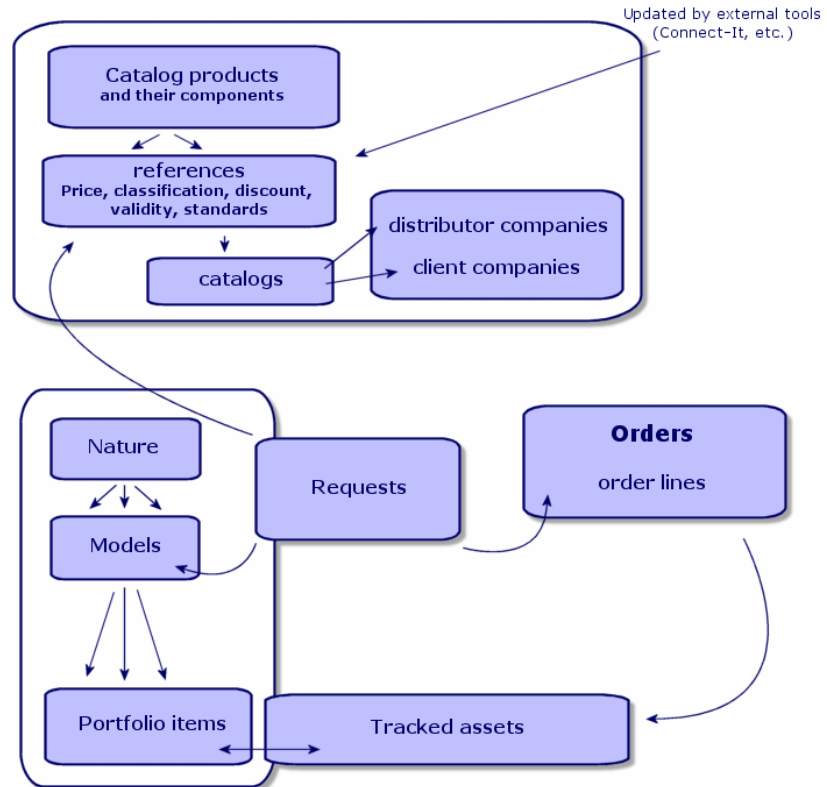 Updated by external tools
(Connect-It, etc.)
Catalog products
and their components
references
Price, classification, discount,
validity, standards
distributor companies
client companies
catalogs
Nature
Models
Requests
Orders
order lines
Portfolio items
Tracked assets